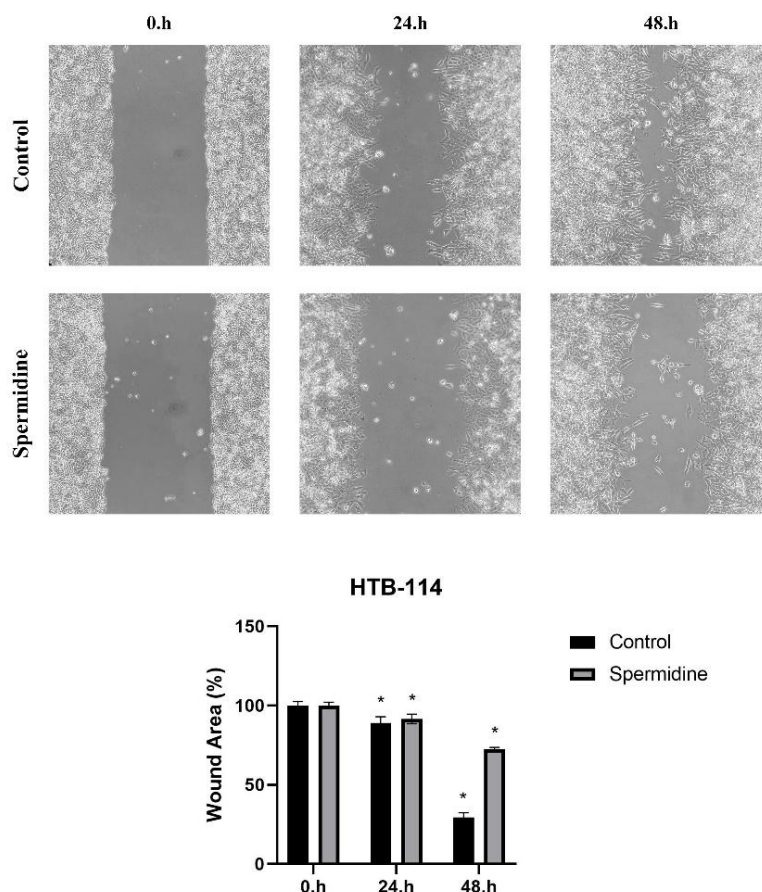 0.h 24.h 48.h
Control
Spermidine
HTB-114
Wound Area (%)
150
100
50
0
* * * *
0.h 24.h 48.h
Control
Spermidine